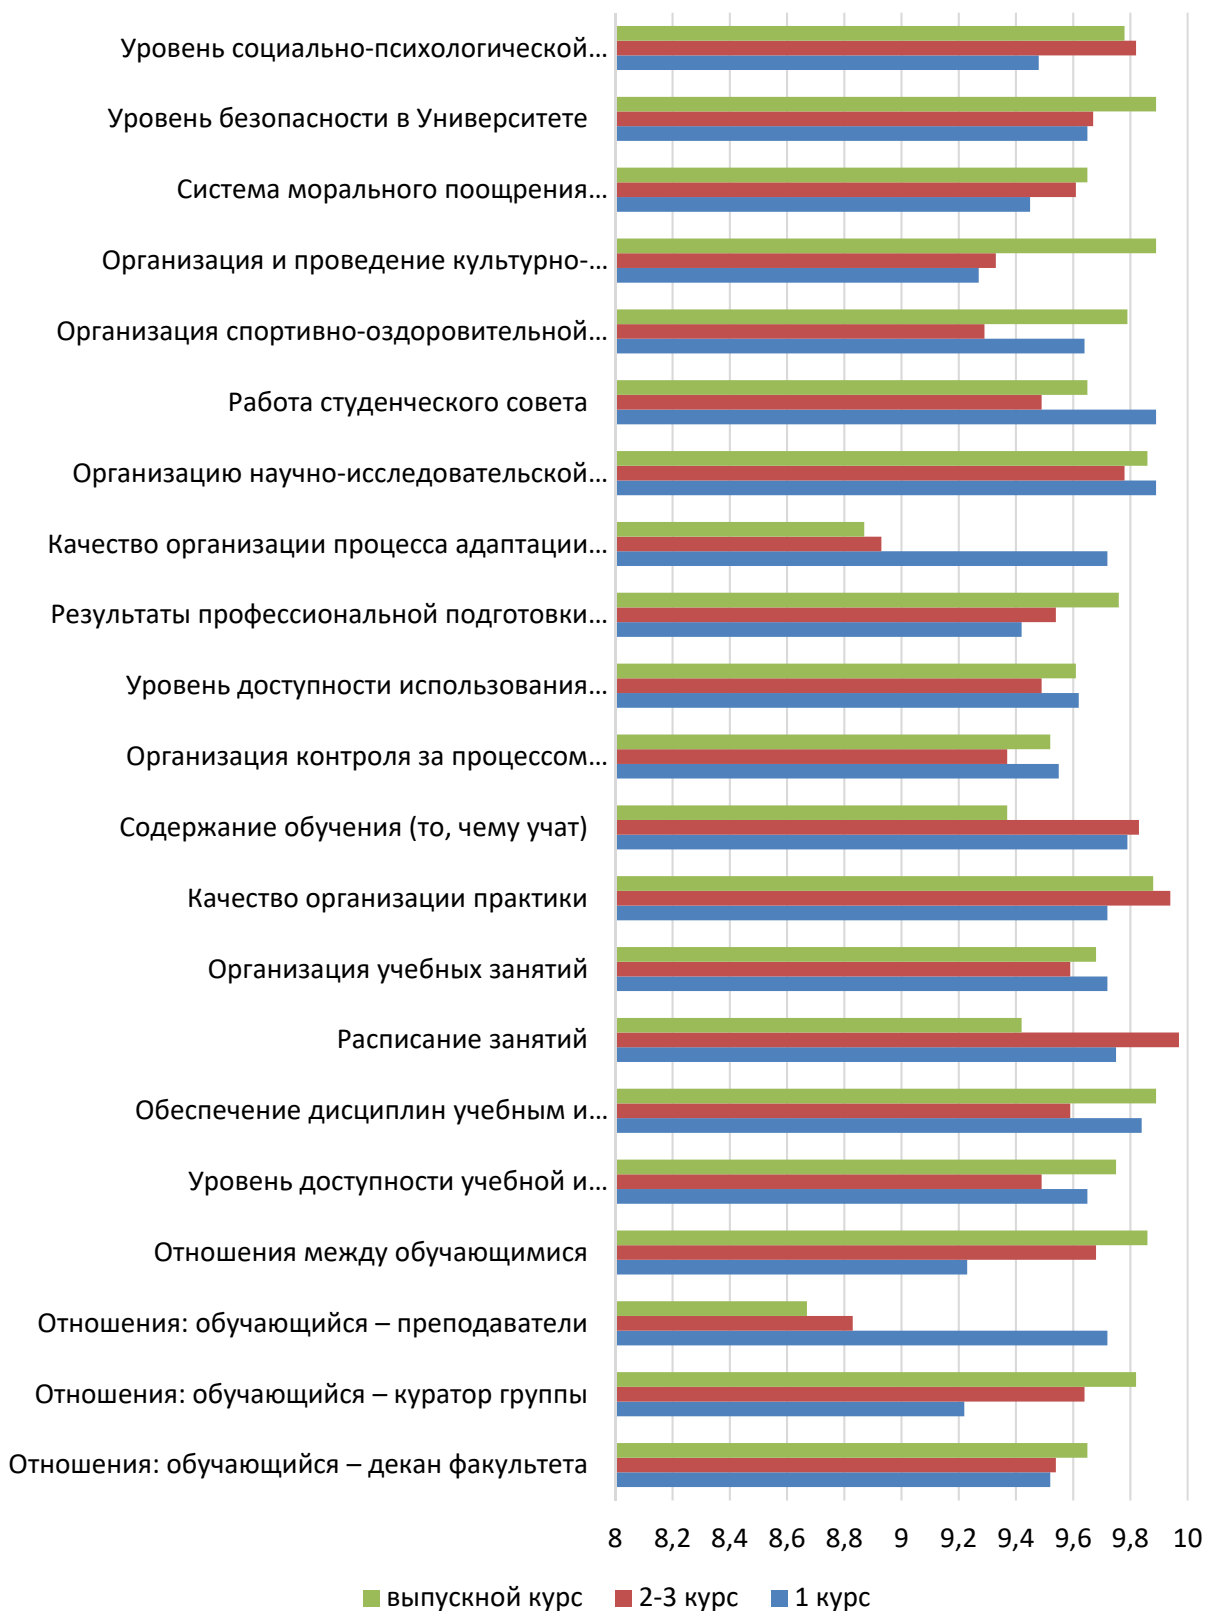 Уровень социально-психологической...
Уровень безопасности в Университете
Система морального поощрения...
Организация и проведение культурно-...
Организация спортивно-оздоровительной...
Работа студенческого совета
Организацию научно-исследовательской...
Качество организации процесса адаптации...
Результаты профессиональной подготовки...
Уровень доступности использования...
Организация контроля за процессом...
Содержание обучения (то, чему учат)
Качество организации практики
Организация учебных занятий
Расписание занятий
Обеспечение дисциплин учебным и...
Уровень доступности учебной и...
Отношения между обучающимися
Отношения: обучающийся – преподаватели
Отношения: обучающийся – куратор группы
Отношения: обучающийся – декан факультета
8 8,2 8,4 8,6 8,8 9 9,2 9,4 9,6 9,8 10
выпускной курс 2-3 курс 1 курс